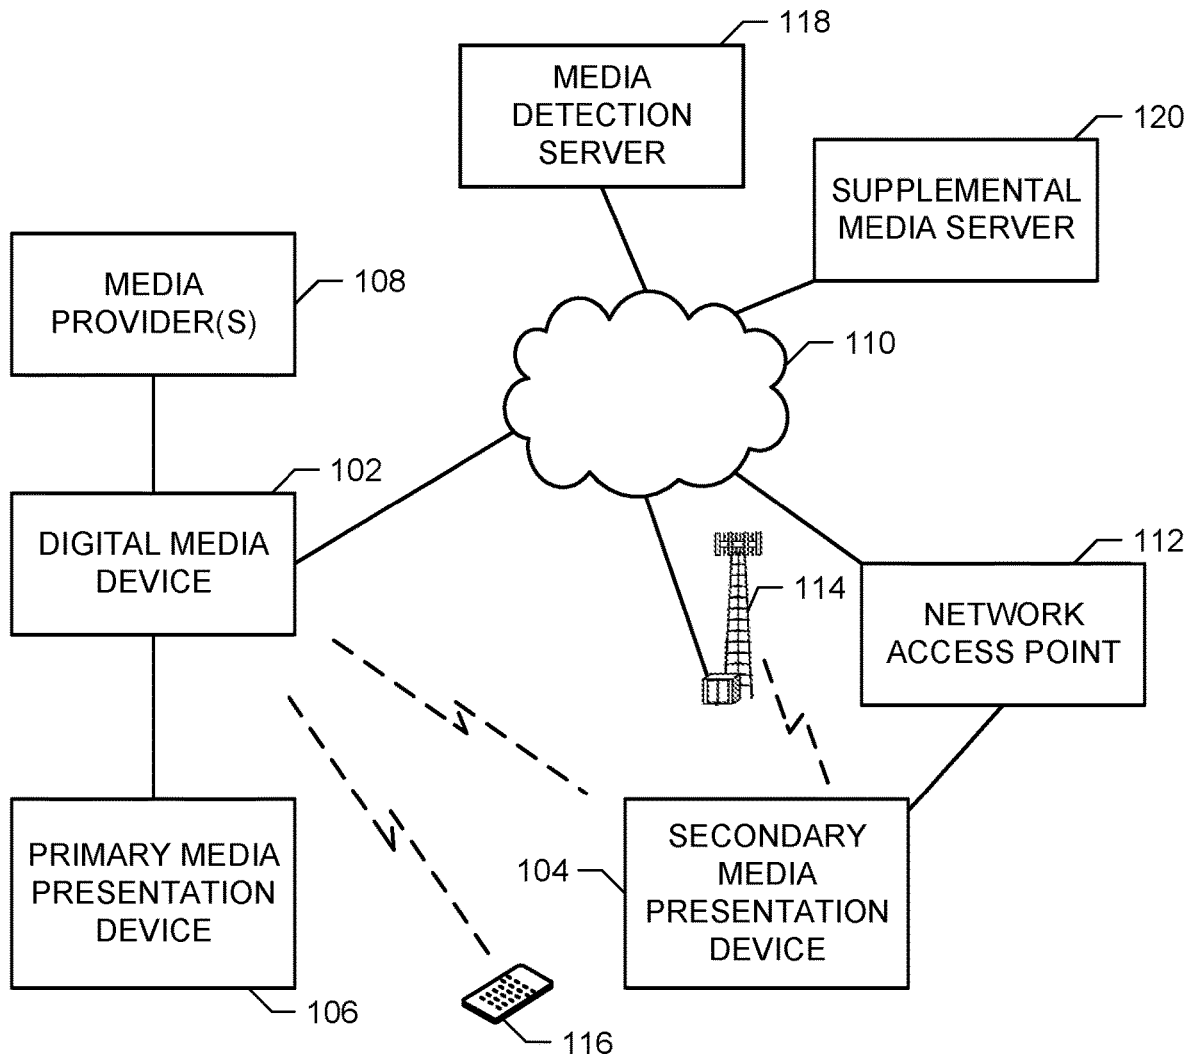 118
MEDIA
DETECTION
SERVER
120
SUPPLEMENTAL
MEDIA SERVER
MEDIA
PROVIDER(S)
108
110
102
DIGITAL MEDIA
DEVICE
112
114
NETWORK
ACCESS POINT
PRIMARY MEDIA
PRESENTATION
DEVICE
106
104
SECONDARY
MEDIA
PRESENTATION
DEVICE
116